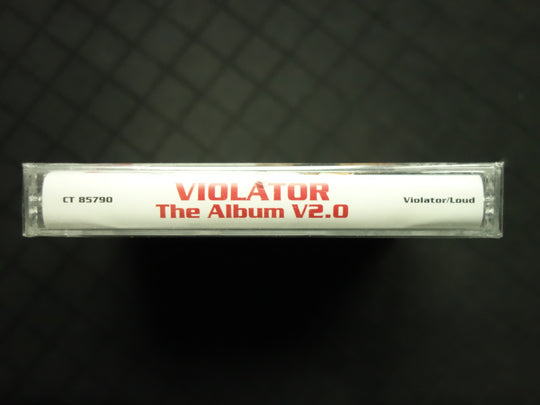 CT 85790
VIOLATOR
The Album V2.0
Violator/Loud